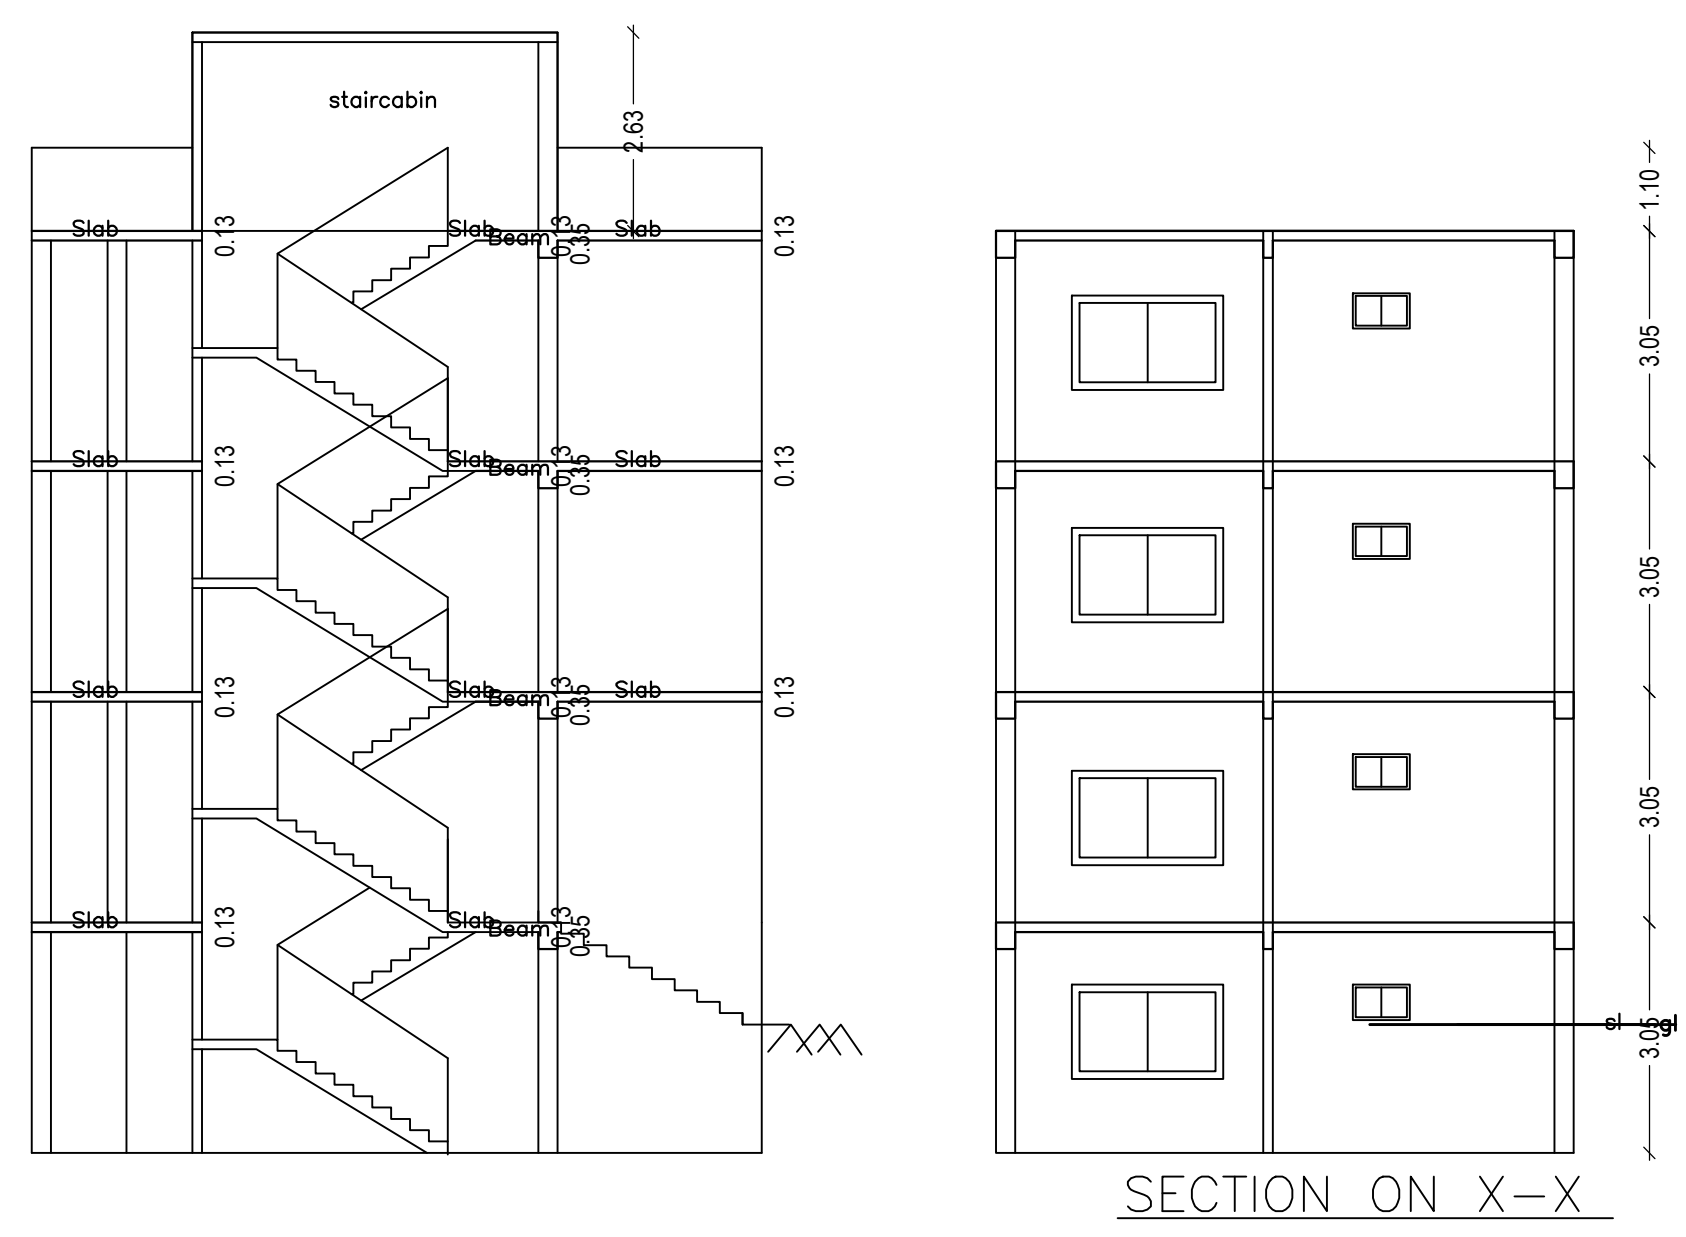 staircabin
2.63
1.10
Slab 0.13 Slab Beam 0.13 0.35 Slab 0.13
3.05
Slab 0.13 Slab Beam 0.13 0.35 Slab 0.13
3.05
Slab 0.13 Slab Beam 0.13 0.35 Slab 0.13
3.05
Slab 0.13 Slab Beam 0.13 0.35
sl gl
3.05
SECTION ON X-X